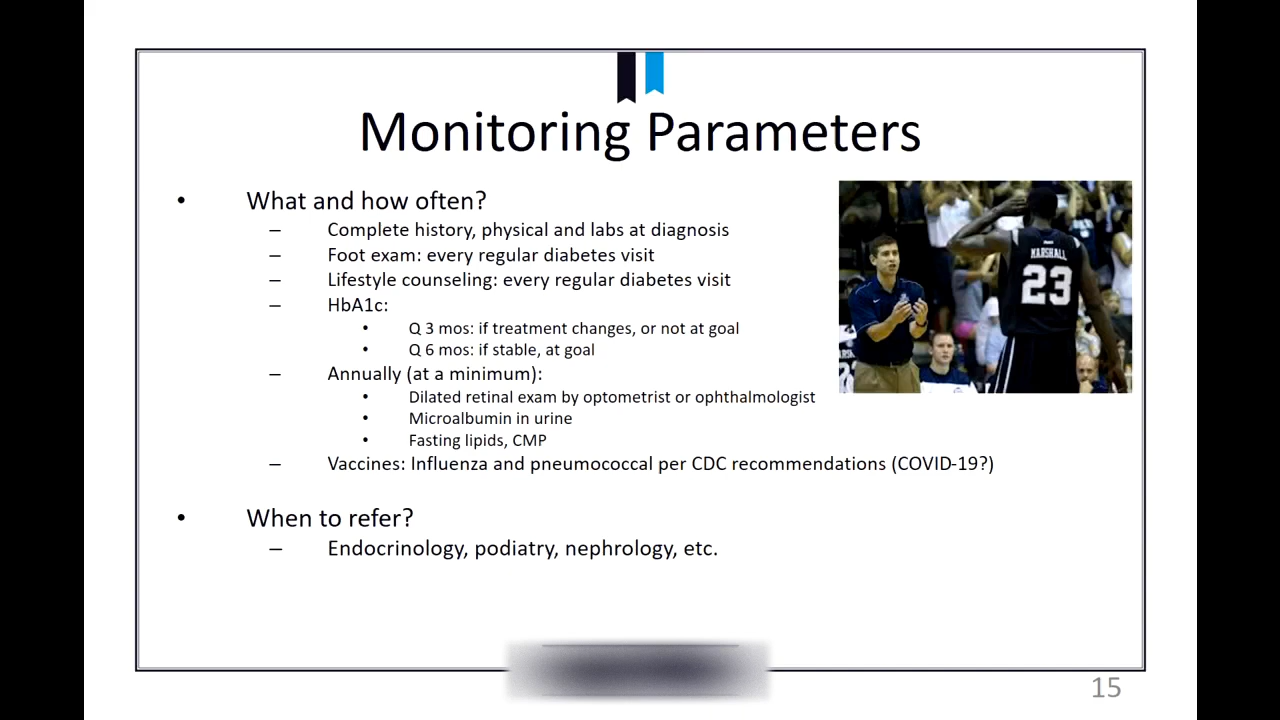 Monitoring Parameters
• What and how often?
– Complete history, physical and labs at diagnosis
– Foot exam: every regular diabetes visit
– Lifestyle counseling: every regular diabetes visit
– HbA1c:
• Q 3 mos: if treatment changes, or not at goal
• Q 6 mos: if stable, at goal
– Annually (at a minimum):
• Dilated retinal exam by optometrist or ophthalmologist
• Microalbumin in urine
• Fasting lipids, CMP
– Vaccines: Influenza and pneumococcal per CDC recommendations (COVID-19?)
• When to refer?
– Endocrinology, podiatry, nephrology, etc.
MARSHALL
23
15